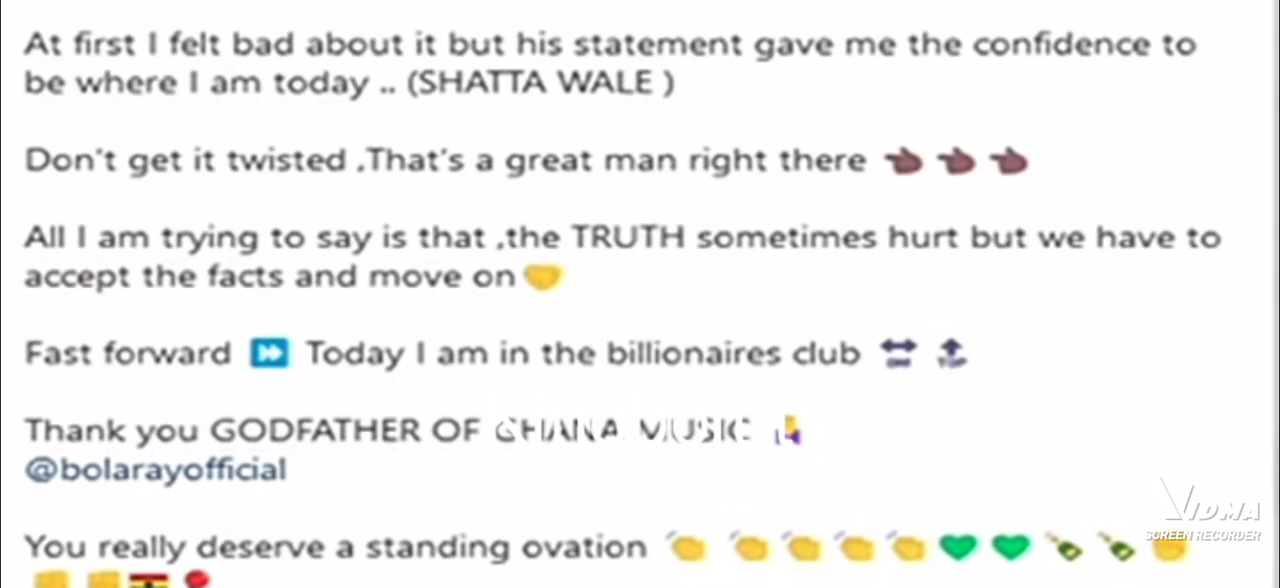 At first I felt bad about it but his statement gave me the confidence to
be where I am today .. (SHATTA WALE )
Don't get it twisted .That's a great man right there 👈🏾 👈🏾 👈🏾
All I am trying to say is that ,the TRUTH sometimes hurt but we have to
accept the facts and move on
Fast forward ⏩ Today I am in the billionaires club
Thank you GODFATHER OF GHANA MUSIC
@bolarayofficial
You really deserve a standing ovation 👏 👏 👏 👏 👏 💚 💚 🍾 🍾
VIDMA
SCREEN RECORDER